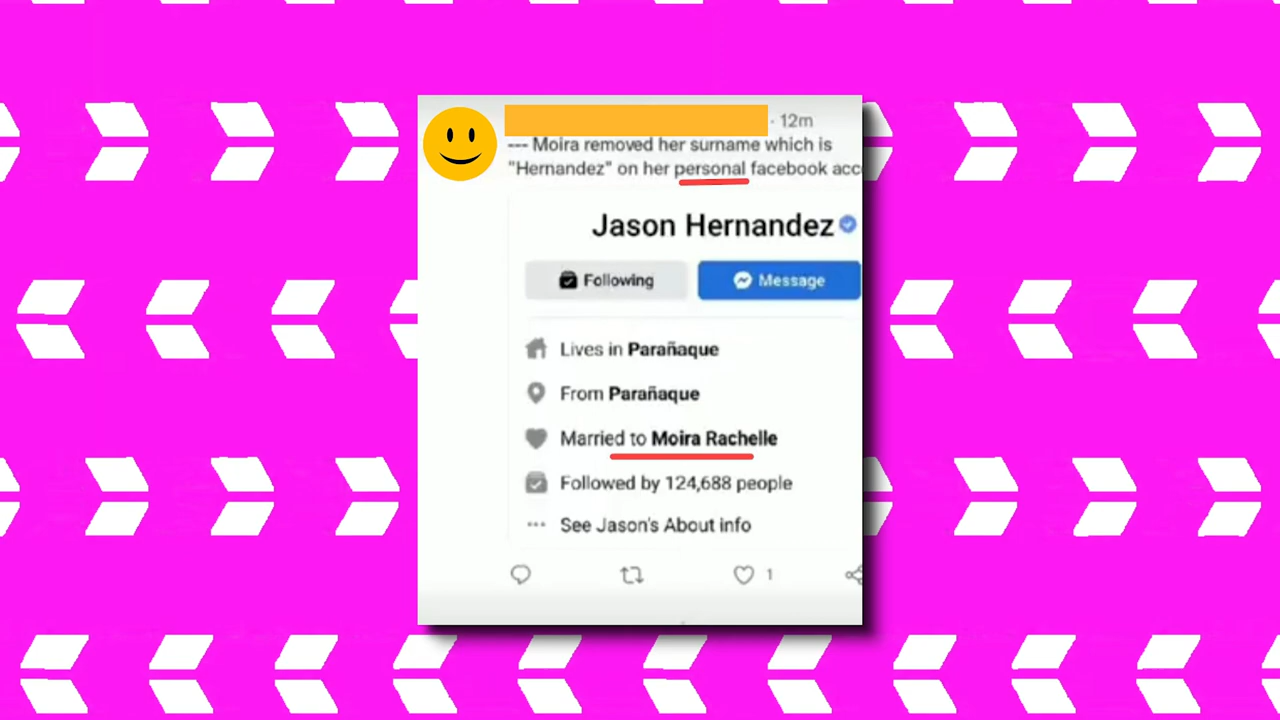 · 12m
--- Moira removed her surname which is
"Hernandez" on her personal facebook acc
Jason Hernandez
Following
Message
Lives in Parañaque
From Parañaque
Married to Moira Rachelle
Followed by 124,688 people
See Jason's About info
1